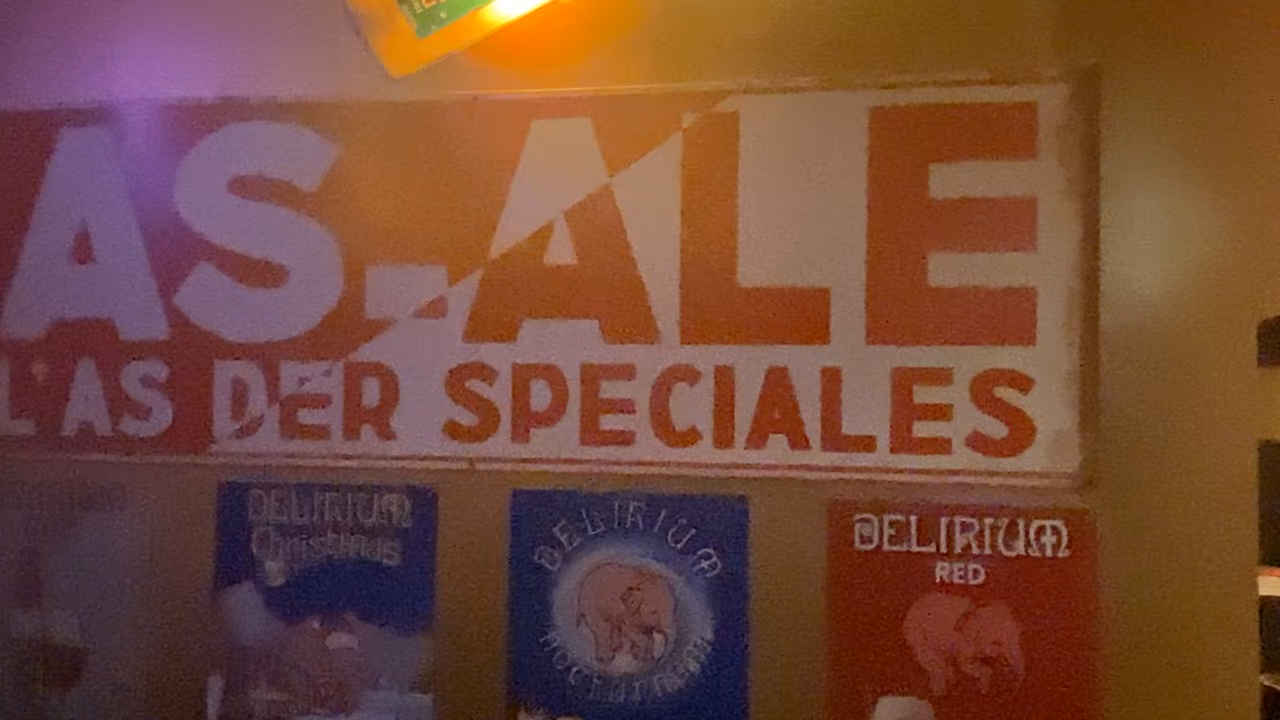 AS.ALE
L'AS DER SPECIALES
DELIRIUM
Christmas
DELIRIUM
NOCTURNUM
DELIRIUM
RED